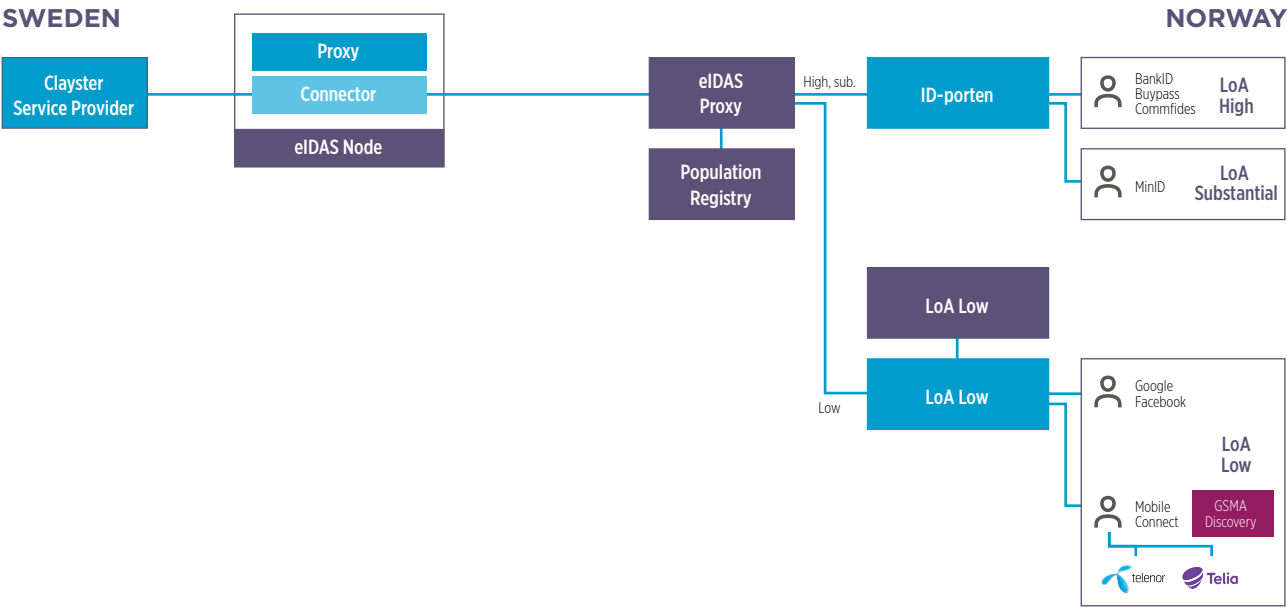 SWEDEN
NORWAY
Proxy
Connector
eIDAS Node
Clayster
Service Provider
eIDAS
Proxy
Population
Registry
High, sub.
ID-porten
BankID
Buypass
Commfides
LoA
High
MinID
LoA
Substantial
LoA Low
LoA Low
Low
Google
Facebook
LoA
Low
Mobile
Connect
GSMA
Discovery
telenor
Telia